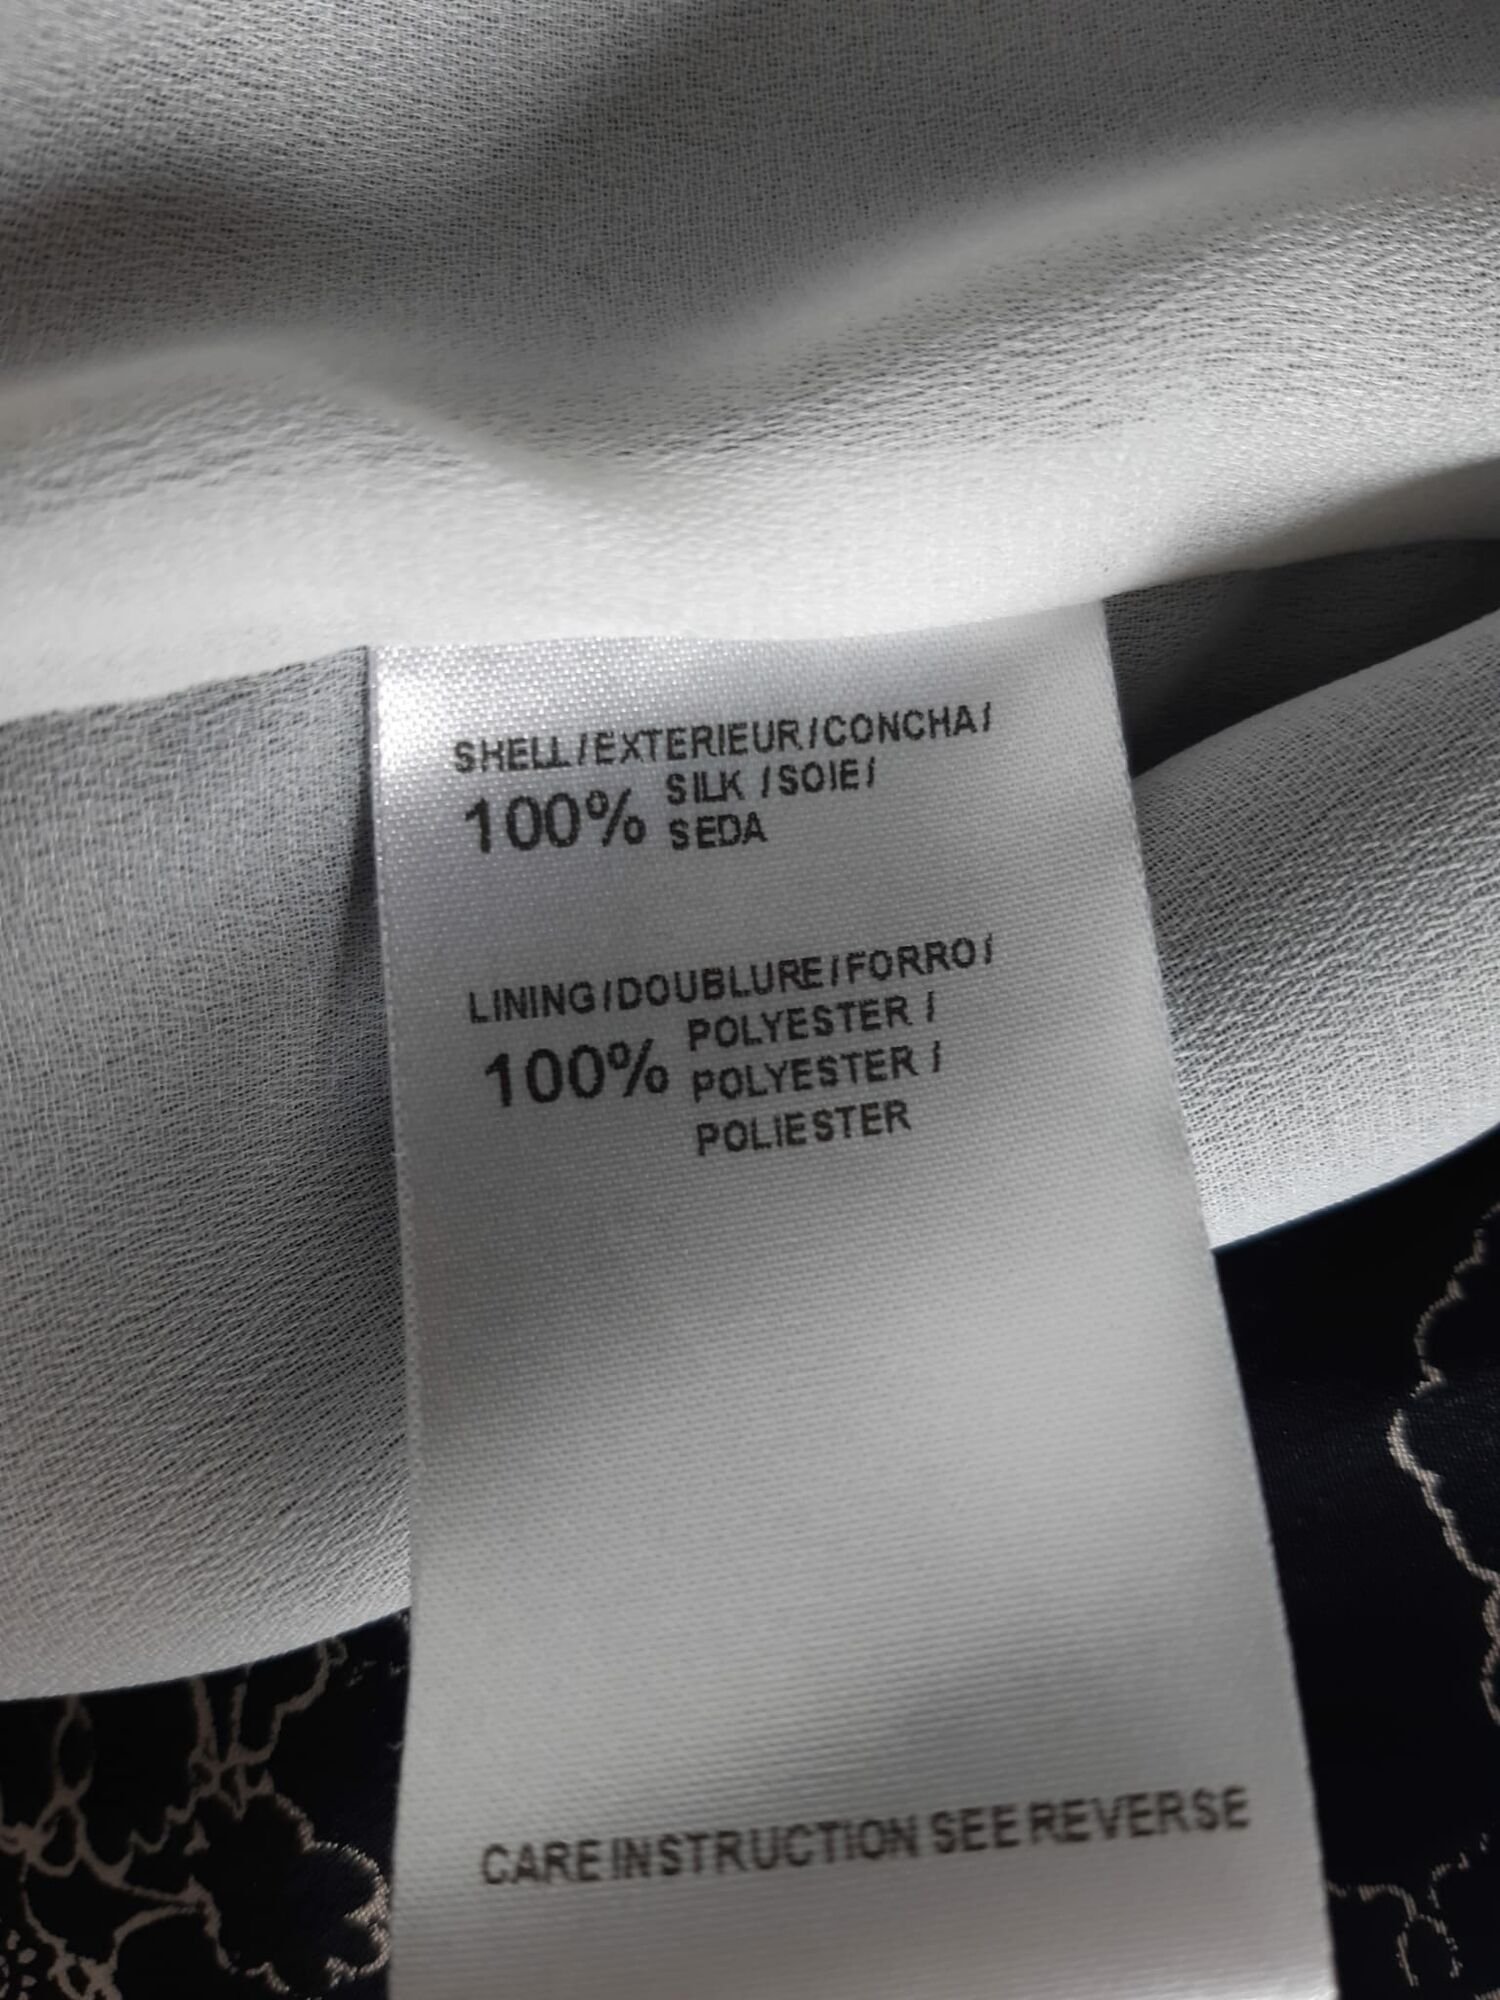 SHELL/EXTERIEUR/CONCHA/
100% SILK /SOIE/
SEDA
LINING/DOUBLURE/FORRO/
100% POLYESTER /
POLYESTER /
POLIESTER
CARE INSTRUCTION SEE REVERSE